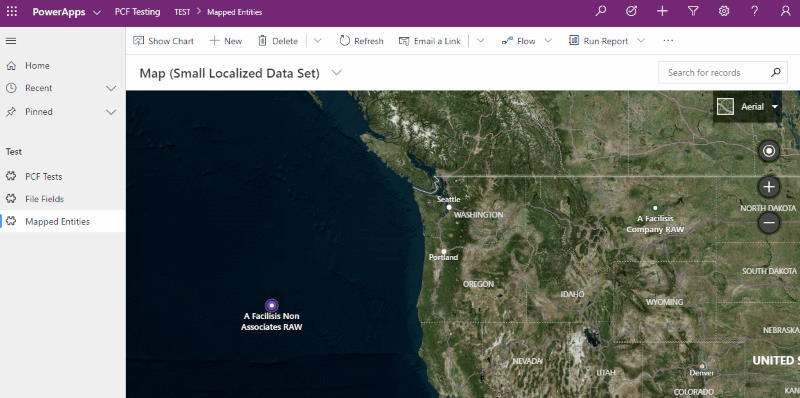 PowerApps PCF Testing TEST > Mapped Entities ?
Show Chart New Delete Refresh Email a Link Flow Run Report ...
Home
Recent
Pinned
Test
PCF Tests
File Fields
Mapped Entities
Map (Small Localized Data Set)
Search for records
Aerial
Seattle
WASHINGTON
NORTH DAKOTA
A Facilisis
Company RAW
Portland
OREGON
SOUTH DAKOTA
IDAHO
WYOMING
A Facilisis Non
Associates RAW
NEBRASKA
NEVADA
UTAH
Denver
UNITED S
COLORADO
KAN